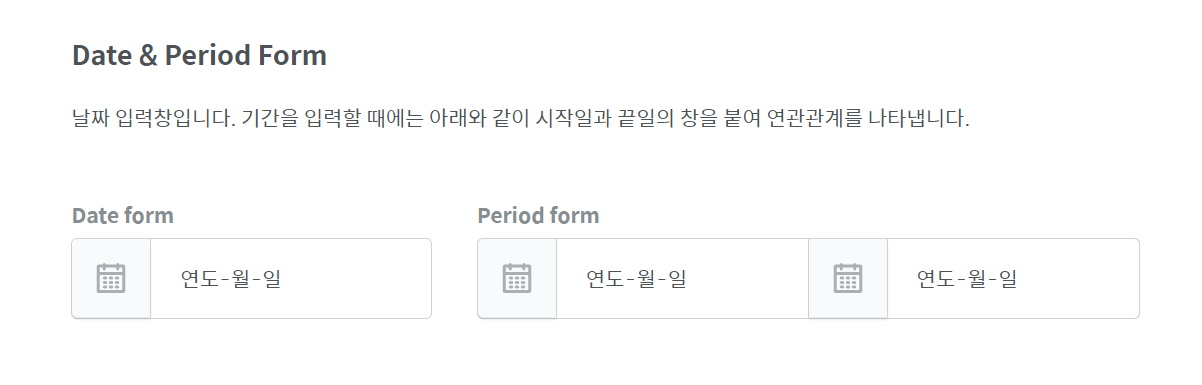 Date & Period Form
날짜 입력창입니다. 기간을 입력할 때에는 아래와 같이 시작일과 끝일의 창을 붙여 연관관계를 나타냅니다.
Date form
Period form
연도-월-일
연도-월-일
연도-월-일